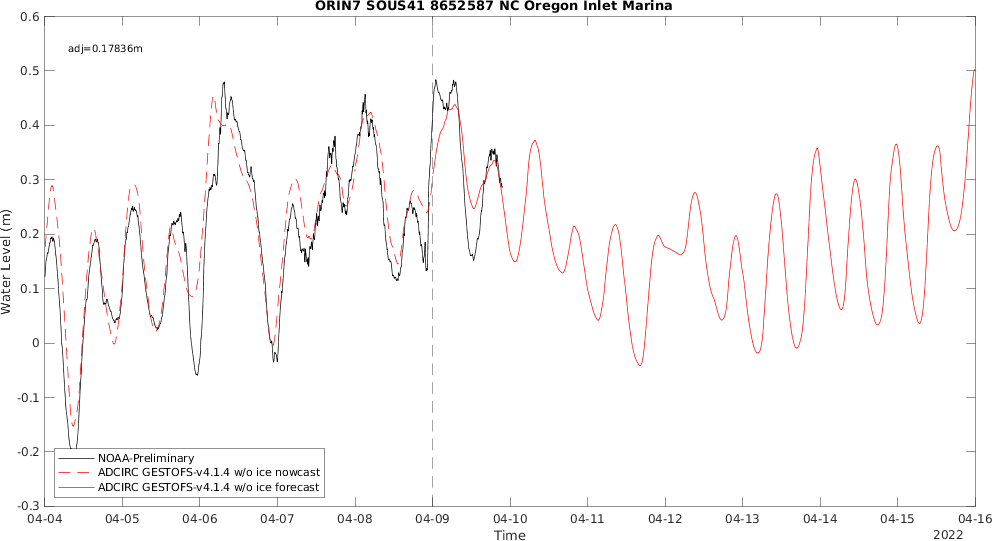 ORIN7 SOUS41 8652587 NC Oregon Inlet Marina
adj=0.17836m
Water Level (m)
0.6
0.5
0.4
0.3
0.2
0.1
0
-0.1
-0.2
-0.3
NOAA-Preliminary
ADCIRC GESTOFS-v4.1.4 w/o ice nowcast
ADCIRC GESTOFS-v4.1.4 w/o ice forecast
04-04 04-05 04-06 04-07 04-08 04-09 04-10 04-11 04-12 04-13 04-14 04-15 04-16
Time
2022